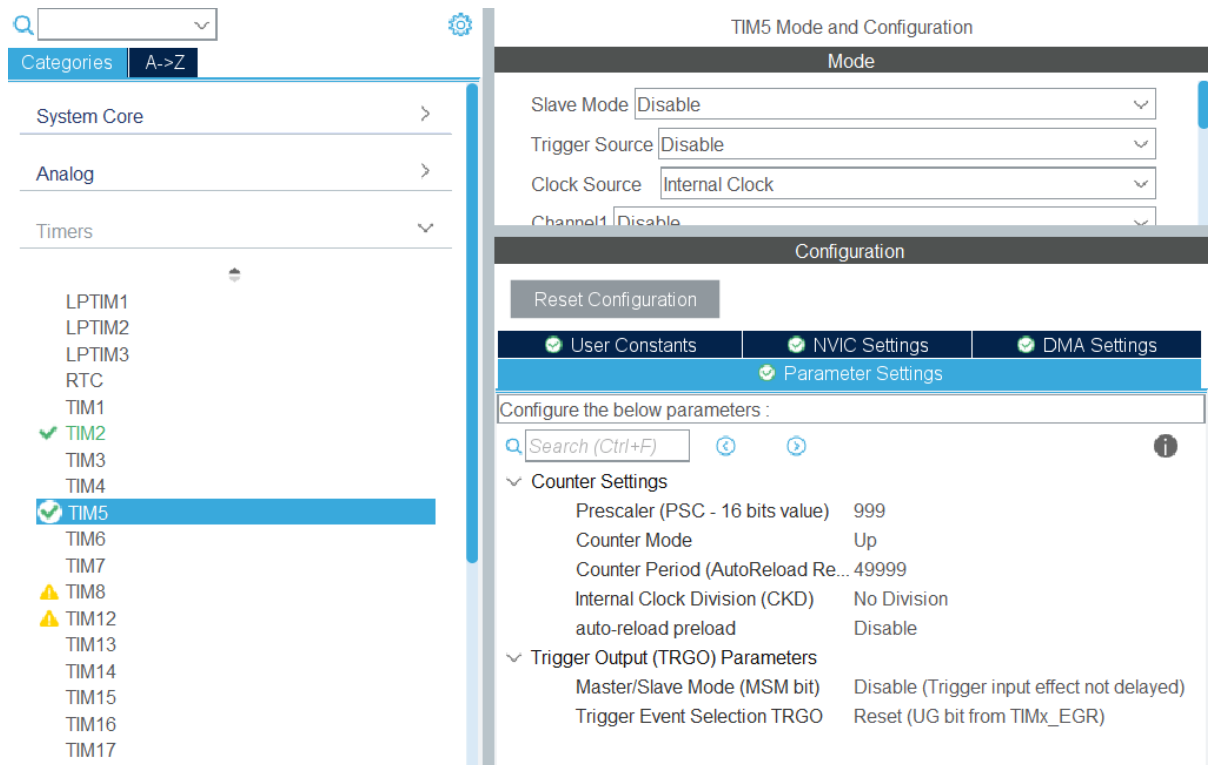 Categories
A->Z
System Core
Analog
Timers
LPTIM1
LPTIM2
LPTIM3
RTC
TIM1
TIM2
TIM3
TIM4
TIM5
TIM6
TIM7
TIM8
TIM12
TIM13
TIM14
TIM15
TIM16
TIM17
TIM5 Mode and Configuration
Mode
Slave Mode Disable
Trigger Source Disable
Clock Source Internal Clock
Channel1 Disable
Configuration
Reset Configuration
User Constants NVIC Settings DMA Settings
Parameter Settings
Configure the below parameters :
Search (Ctrl+F)
Counter Settings
Prescaler (PSC - 16 bits value) 999
Counter Mode Up
Counter Period (AutoReload Re... 49999
Internal Clock Division (CKD) No Division
auto-reload preload Disable
Trigger Output (TRGO) Parameters
Master/Slave Mode (MSM bit) Disable (Trigger input effect not delayed)
Trigger Event Selection TRGO Reset (UG bit from TIMx_EGR)